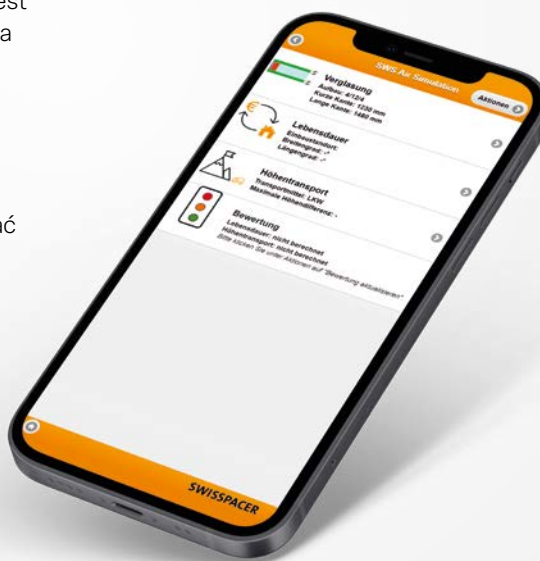 est
a
ać
SWS Air Simulation
Aktionen
Verglasung
Aufbau: 4/12/4
Kurze Kante: 1230 mm
Lange Kante: 1480 mm
Lebensdauer
Einbaustandort:
Breitengrad: -°
Längengrad: -°
Höhentransport
Transportmittel: LKW
Maximale Höhendifferenz: -
Bewertung
Lebensdauer: nicht berechnet
Höhentransport: nicht berechnet
Bitte klicken Sie unter Aktionen auf "Bewertung aktualisieren"
SWISSPACER